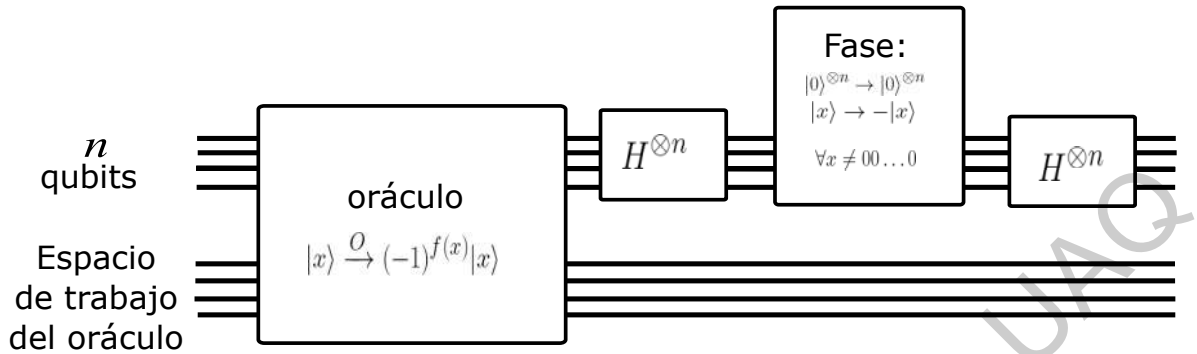 n
qubits
Espacio
de trabajo
del oráculo
oráculo
|x⟩ →^O (-1)^{f(x)}|x⟩
H^{⊗n}
Fase:
|0⟩^{⊗n} → |0⟩^{⊗n}
|x⟩ → -|x⟩
∀x ≠ 00...0
H^{⊗n}
UAQ